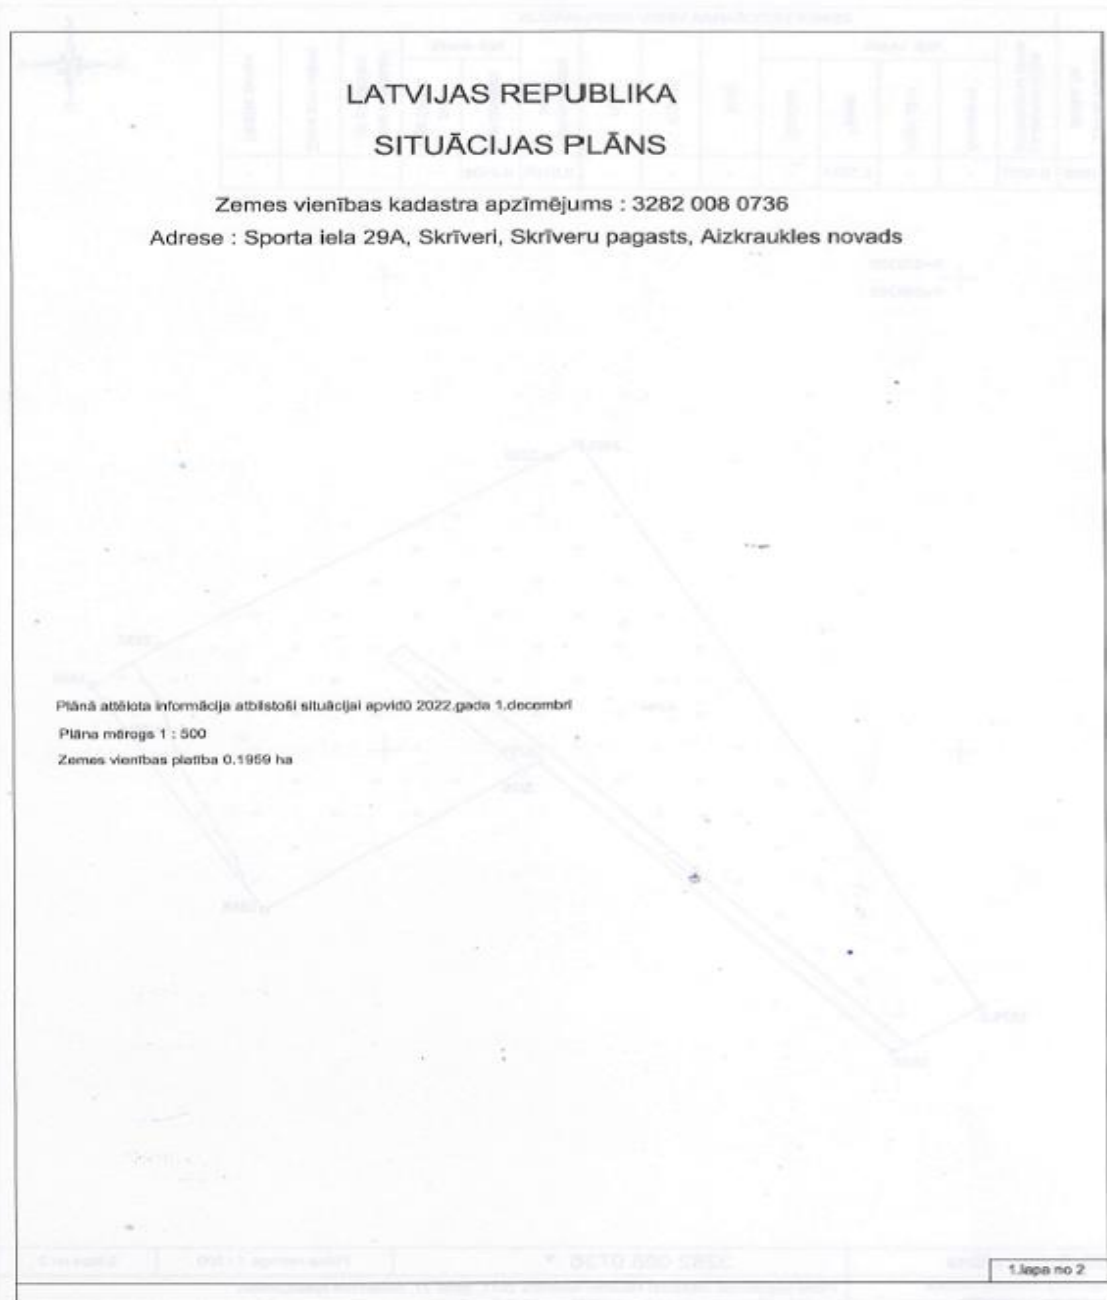 LATVIJAS REPUBLIKA
SITUĀCIJAS PLĀNS
Zemes vienības kadastra apzīmējums : 3282 008 0736
Adrese : Sporta iela 29A, Skrīveri, Skrīveru pagasts, Aizkraukles novads
Plānā attēlota informācija atbilstoši situācijai apvidū 2022.gada 1.decembrī
Plāna mērogs 1 : 500
Zemes vienības platība 0.1959 ha
1.lapa no 2